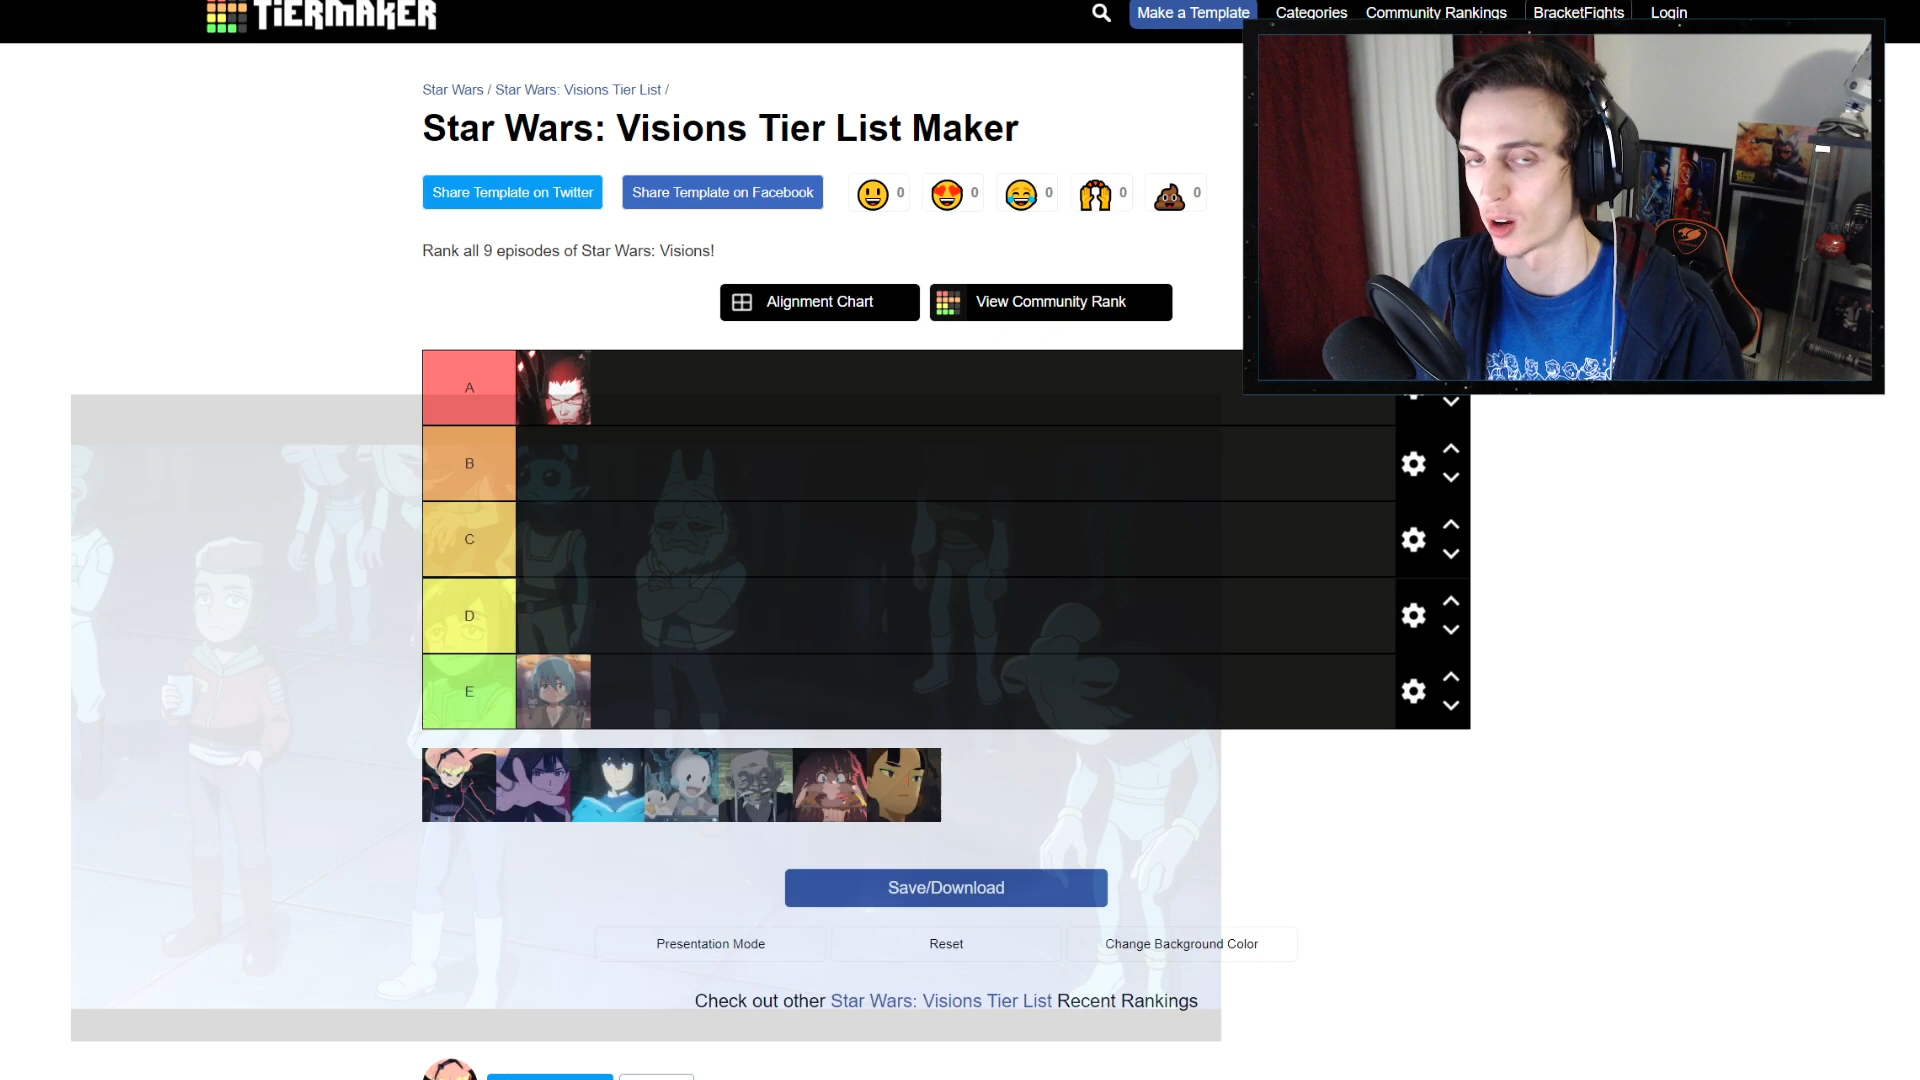 TIERMAKER
Make a Template Categories Community Rankings BracketFights Login
Star Wars / Star Wars: Visions Tier List /
Star Wars: Visions Tier List Maker
Share Template on Twitter Share Template on Facebook 0 0 0 0 0
Rank all 9 episodes of Star Wars: Visions!
Alignment Chart View Community Rank
A
B
C
D
E
Save/Download
Presentation Mode Reset Change Background Color
Check out other Star Wars: Visions Tier List Recent Rankings